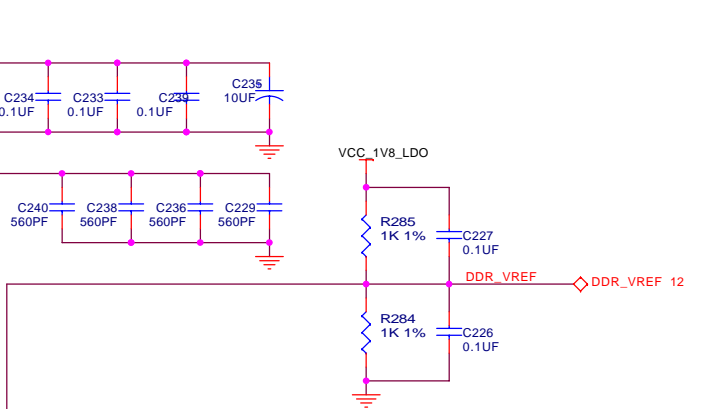 C235
C234 C233 C239 10UF
0.1UF 0.1UF 0.1UF
VCC_1V8_LDO
C240 C238 C236 C229
560PF 560PF 560PF 560PF
R285
1K 1%
C227
0.1UF
DDR_VREF
DDR_VREF 12
R284
1K 1%
C226
0.1UF